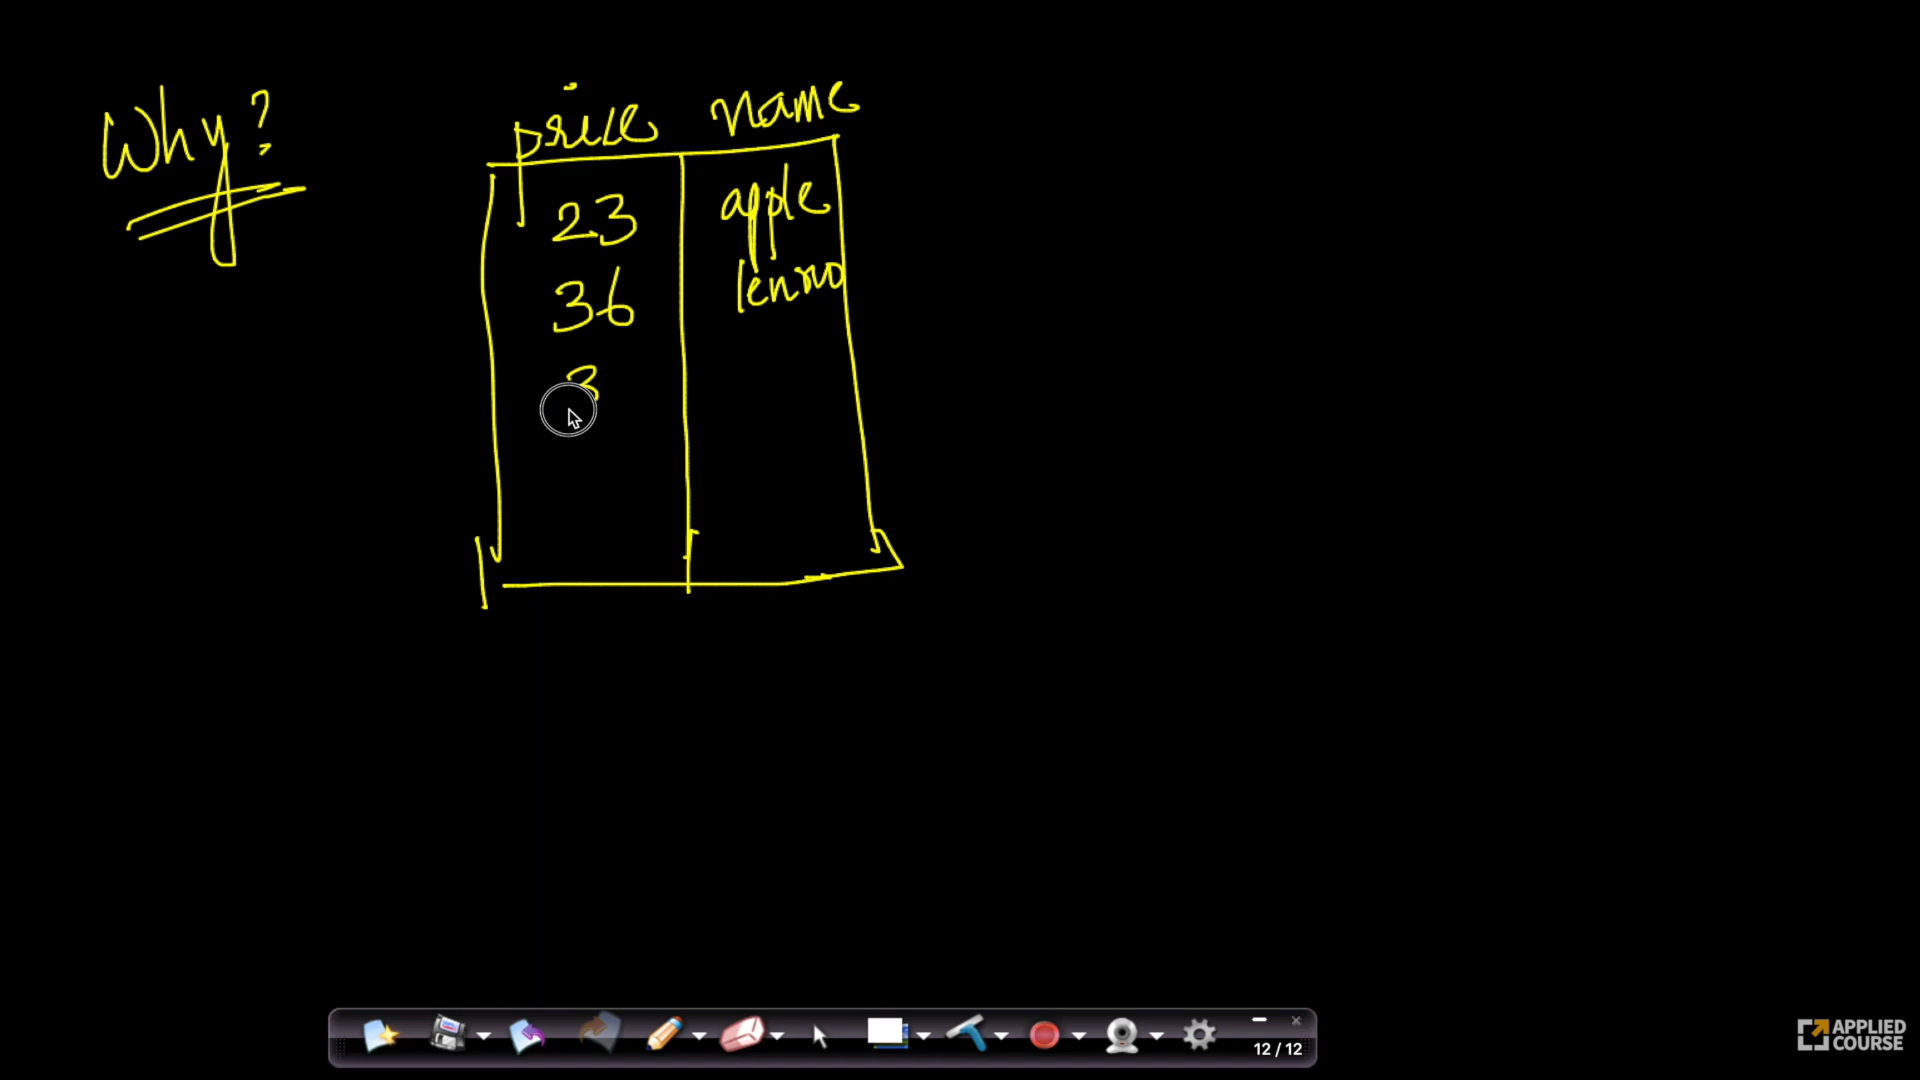 Why?
price name
23 apple
36 lenovo
3
12 / 12
APPLIED
COURSE